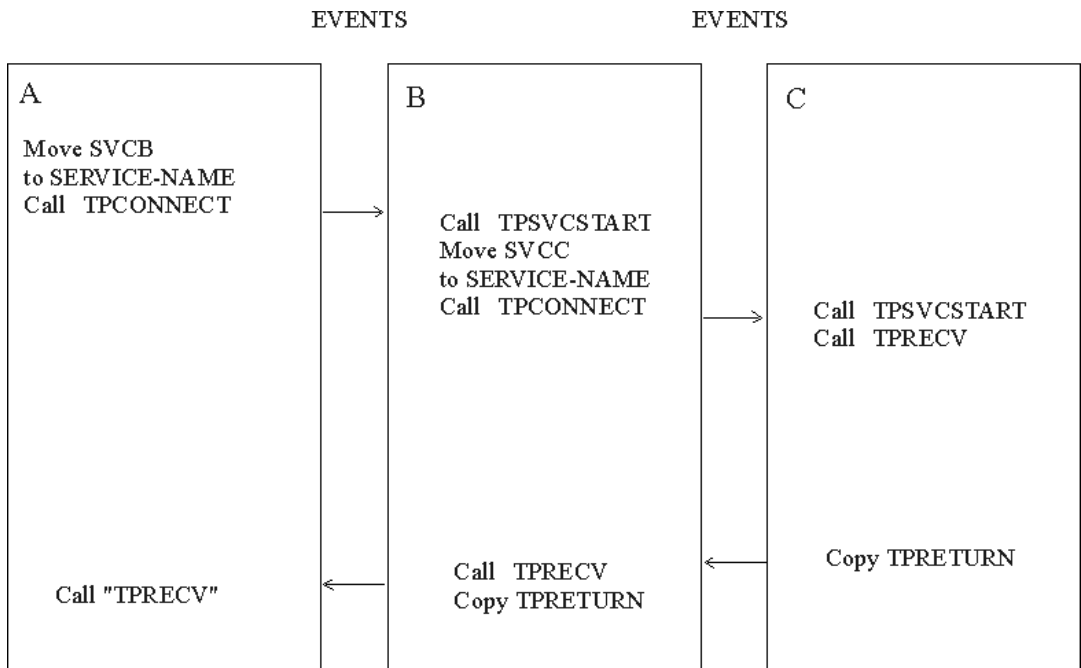 EVENTS
EVENTS
A
Move SVCB
to SERVICE-NAME
Call TPCONNECT
Call "TPRECV"
B
Call TPSVCSTART
Move SVCC
to SERVICE-NAME
Call TPCONNECT
Call TPRECV
Copy TPRETURN
C
Call TPSVCSTART
Call TPRECV
Copy TPRETURN